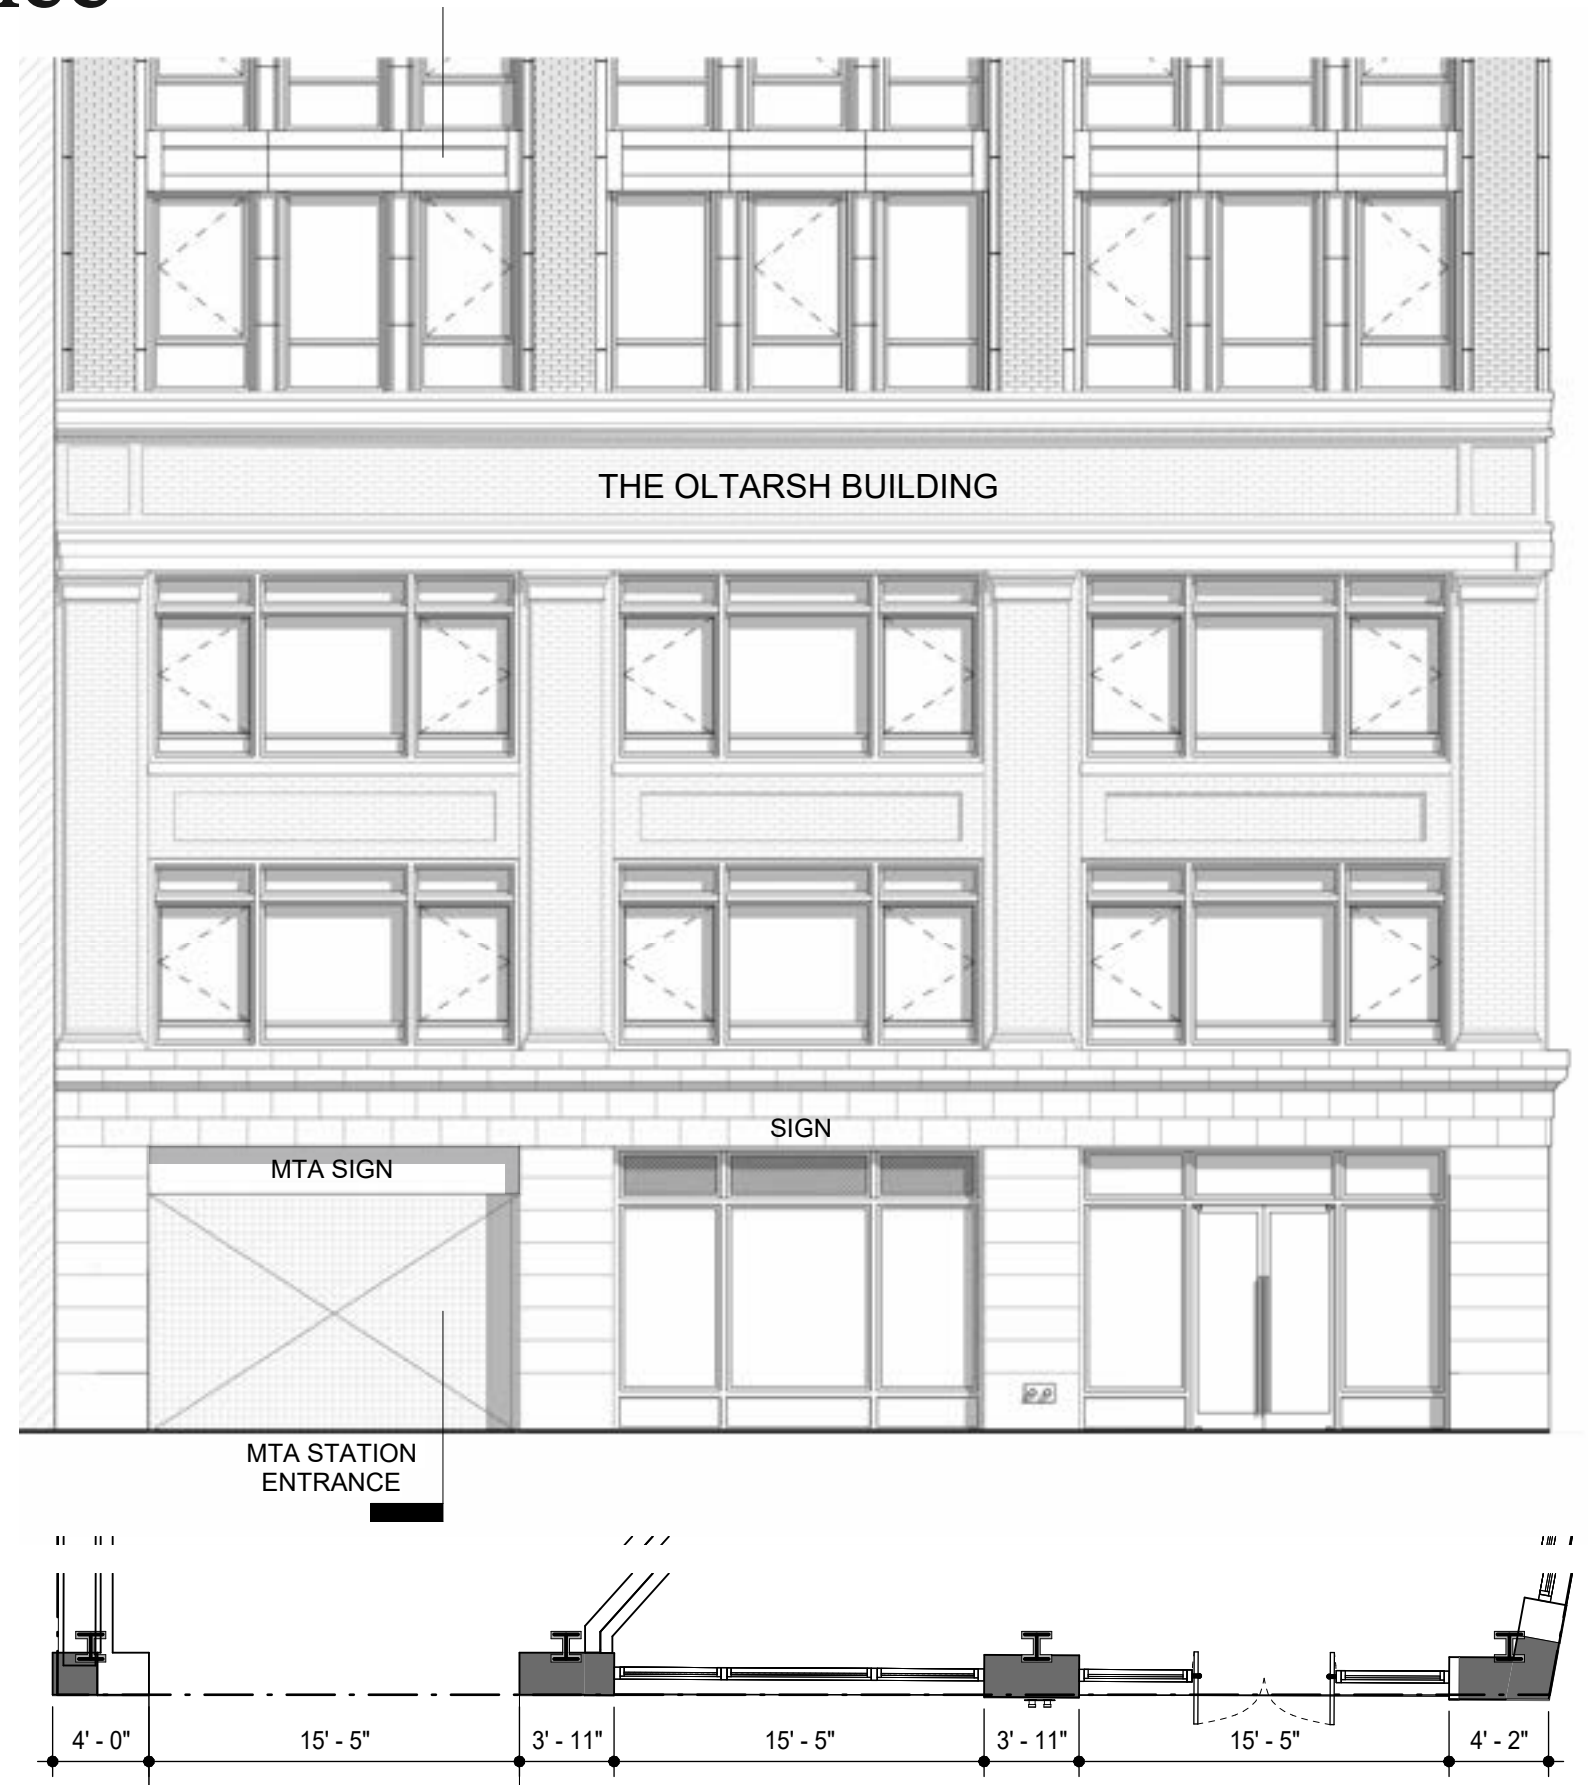 THE OLTARSH BUILDING
SIGN
MTA SIGN
MTA STATION
ENTRANCE
4' - 0" 15' - 5" 3' - 11" 15' - 5" 3' - 11" 15' - 5" 4' - 2"